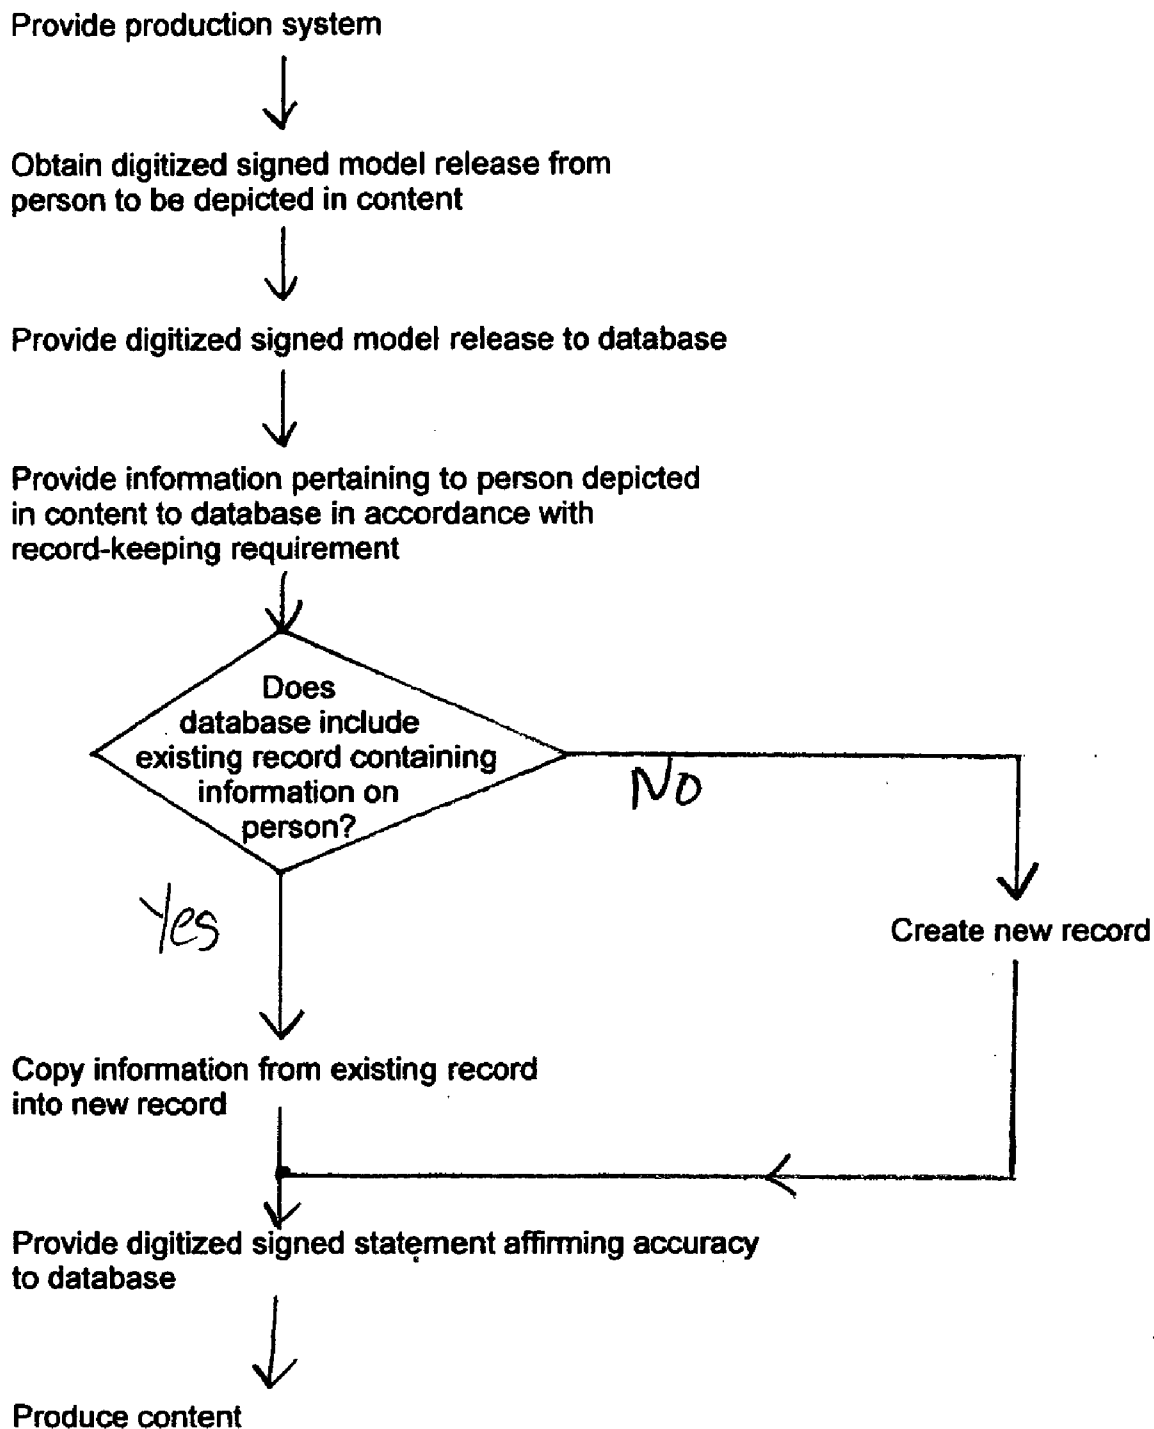 Provide production system
Obtain digitized signed model release from
person to be depicted in content
Provide digitized signed model release to database
Provide information pertaining to person depicted
in content to database in accordance with
record-keeping requirement
Does
database include
existing record containing
information on
person?
No
Yes
Create new record
Copy information from existing record
into new record
Provide digitized signed statement affirming accuracy
to database
Produce content